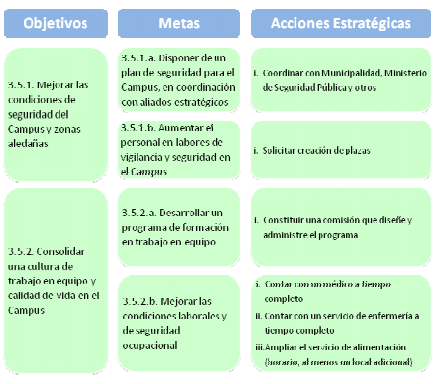 Objetivos
Metas
Acciones Estratégicas
3.5.1. Mejorar las
condiciones de
seguridad del
Campus y zonas
aledañas
3.5.1.a. Disponer de un
plan de seguridad para el
Campus, en coordinación
con aliados estratégicos
i. Coordinar con Municipalidad, Ministerio
de Seguridad Pública y otros
3.5.1.b. Aumentar el
personal en labores de
vigilancia y seguridad en
el Campus
i. Solicitar creación de plazas
3.5.2. Consolidar
una cultura de
trabajo en equipo y
calidad de vida en el
Campus
3.5.2.a. Desarrollar un
programa de formación
en trabajo en equipo
i. Constituir una comisión que diseñe y
administre el programa
3.5.2.b. Mejorar las
condiciones laborales y
de seguridad
ocupacional
i. Contar con un médico a tiempo
completo
ii. Contar con un servicio de enfermería a
tiempo completo
iii.Ampliar el servicio de alimentación
(horario, al menos un local adicional)